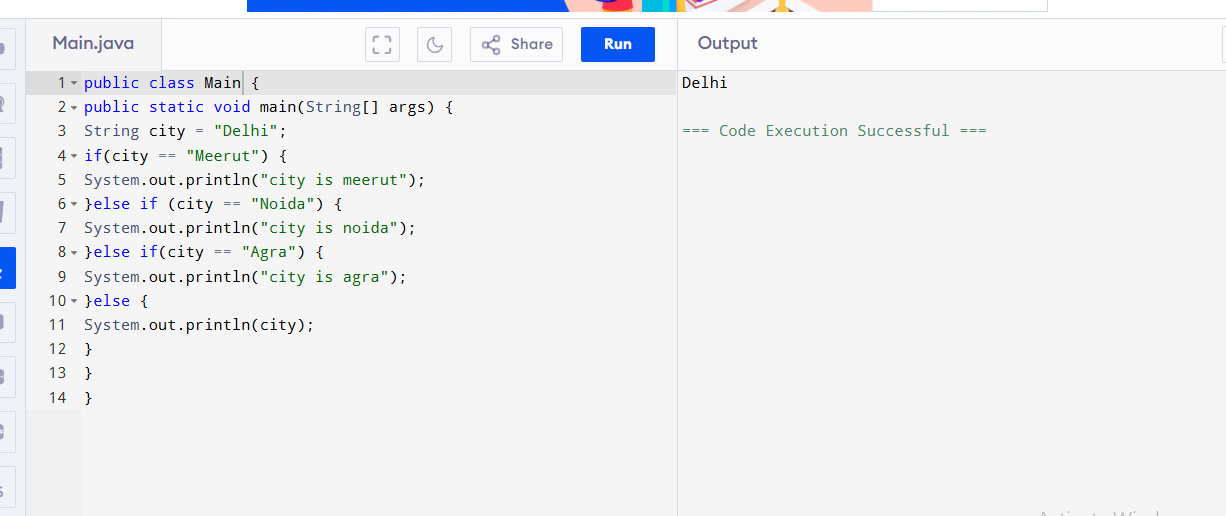 Main.java
Share
Run
Output
1 public class Main {
2 public static void main(String[] args) {
3 String city = "Delhi";
4 if(city == "Meerut") {
5 System.out.println("city is meerut");
6 }else if (city == "Noida") {
7 System.out.println("city is noida");
8 }else if(city == "Agra") {
9 System.out.println("city is agra");
10 }else {
11 System.out.println(city);
12 }
13 }
14 }
Delhi
=== Code Execution Successful ===